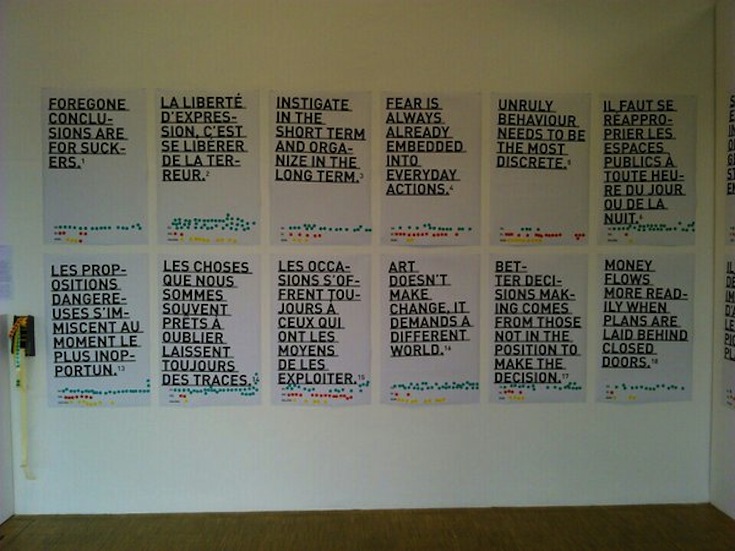 FOREGONE
CONCLU-
SIONS ARE
FOR SUCK-
ERS.1
LA LIBERTÉ
D'EXPRES-
SION, C'EST
SE LIBÉRER
DE LA TER-
REUR.2
INSTIGATE
IN THE
SHORT TERM
AND ORGA-
NIZE IN THE
LONG TERM.3
FEAR IS
ALWAYS
ALREADY
EMBEDDED
INTO
EVERYDAY
ACTIONS.4
UNRULY
BEHAVIOUR
NEEDS TO BE
THE MOST
DISCRETE.5
IL FAUT SE
RÉAPPRO-
PRIER LES
ESPACES
PUBLICS À
TOUTE HEU-
RE DU JOUR
OU DE LA
NUIT.6
LES PROP-
OSITIONS
DANGERE-
USES S'IM-
MISCENT AU
MOMENT LE
PLUS INOP-
PORTUN.13
LES CHOSES
QUE NOUS
SOMMES
SOUVENT
PRÊTS À
OUBLIER
LAISSENT
TOUJOURS
DES TRACES.14
LES OCCA-
SIONS S'OF-
FRENT TOU-
JOURS À
CEUX QUI
ONT LES
MOYENS
DE LES
EXPLOITER.15
ART
DOESN'T
MAKE
CHANGE, IT
DEMANDS A
DIFFERENT
WORLD.16
BET-
TER DECI-
SIONS MAK-
ING COMES
FROM THOSE
NOT IN THE
POSITION TO
MAKE THE
DECISION.17
MONEY
FLOWS
MORE READ-
ILY WHEN
PLANS ARE
LAID BEHIND
CLOSED
DOORS.18